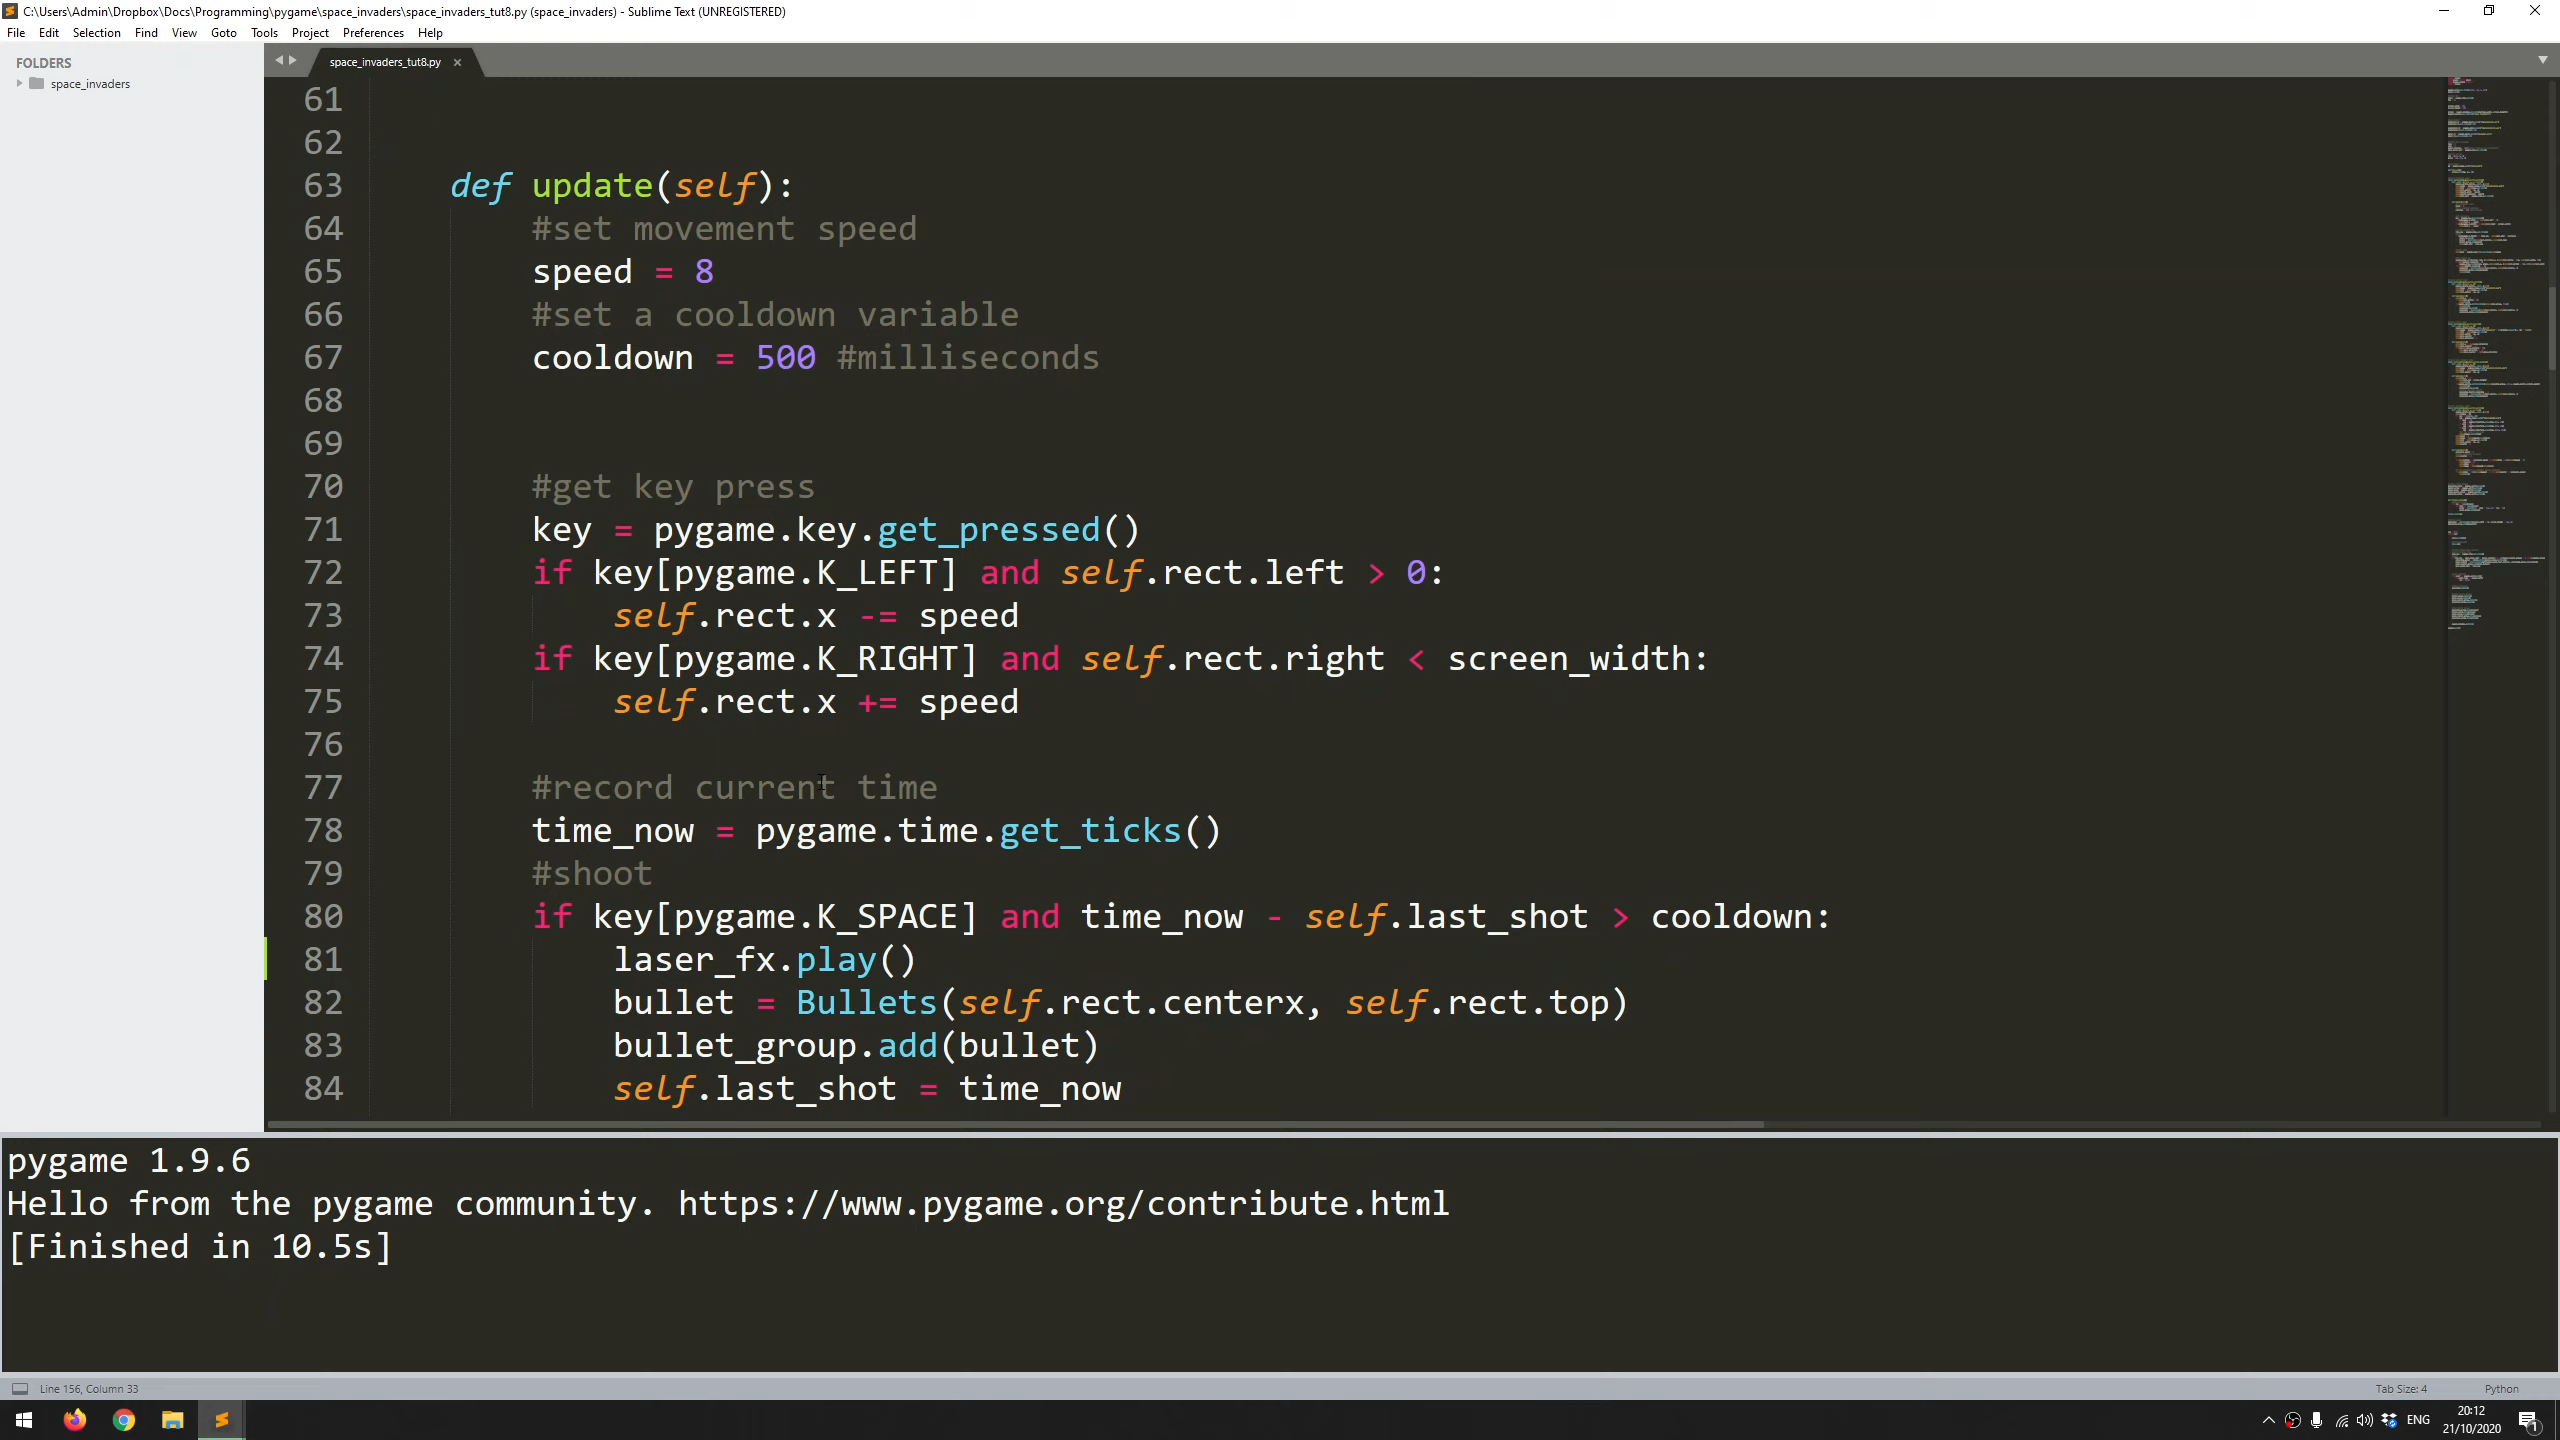 C:\Users\Admin\Dropbox\Docs\Programming\pygame\space_invaders\space_invaders_tut8.py (space_invaders) - Sublime Text (UNREGISTERED)
File Edit Selection Find View Goto Tools Project Preferences Help
FOLDERS
space_invaders
space_invaders_tut8.py
61
62
63 def update(self):
64 #set movement speed
65 speed = 8
66 #set a cooldown variable
67 cooldown = 500 #milliseconds
68
69
70 #get key press
71 key = pygame.key.get_pressed()
72 if key[pygame.K_LEFT] and self.rect.left > 0:
73 self.rect.x -= speed
74 if key[pygame.K_RIGHT] and self.rect.right < screen_width:
75 self.rect.x += speed
76
77 #record current time
78 time_now = pygame.time.get_ticks()
79 #shoot
80 if key[pygame.K_SPACE] and time_now - self.last_shot > cooldown:
81 laser_fx.play()
82 bullet = Bullets(self.rect.centerx, self.rect.top)
83 bullet_group.add(bullet)
84 self.last_shot = time_now
pygame 1.9.6
Hello from the pygame community. https://www.pygame.org/contribute.html
[Finished in 10.5s]
Line 156, Column 33
Tab Size: 4
Python
ENG
20:12
21/10/2020
1